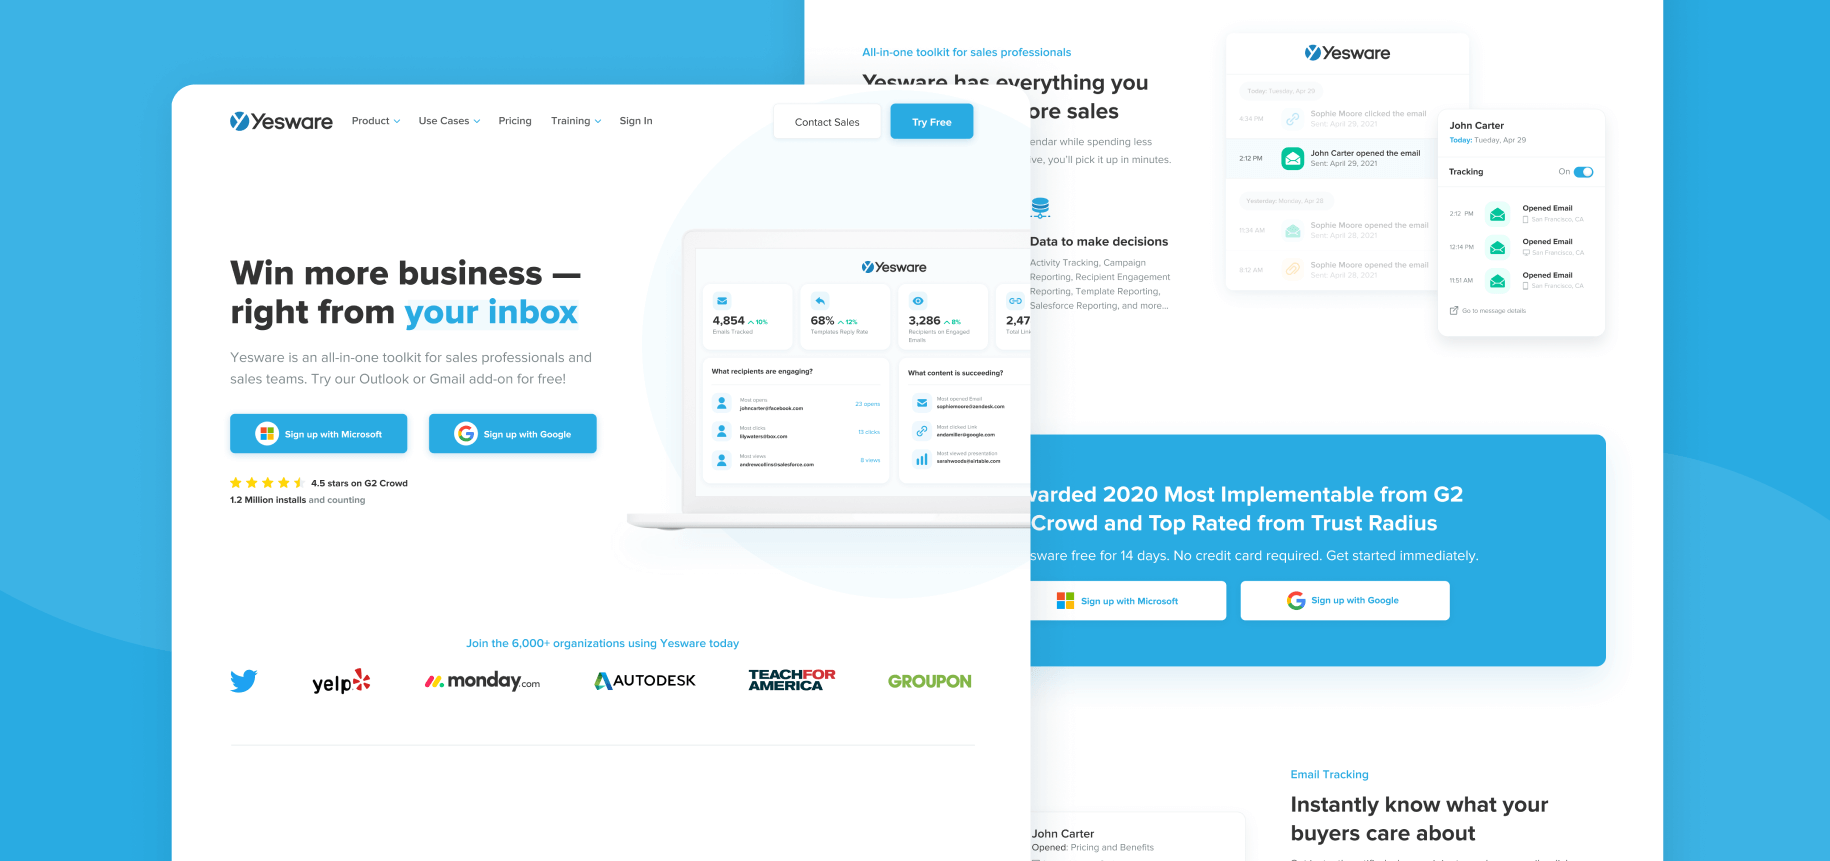 Yesware
Product
Use Cases
Pricing
Training
Sign In
Contact Sales
Try Free
Win more business —
right from your inbox
Yesware is an all-in-one toolkit for sales professionals and
sales teams. Try our Outlook or Gmail add-on for free!
Sign up with Microsoft
Sign up with Google
4.5 stars on G2 Crowd
1.2 Million installs and counting
Yesware
4,854 10%
Emails Tracked
68% 12%
Templates Reply Rate
3,286 8%
Recipients on Engaged
Emails
2,47
Total Link
What recipients are engaging?
Most opens
johncarter@facebook.com
23 opens
Most clicks
lilywaters@box.com
13 clicks
Most views
andrewcollins@salesforce.com
8 views
What content is succeeding?
Most opened Email
sophiemoore@zendesk.com
Most clicked Link
andamiller@google.com
Most viewed presentation
sarahwoods@airtable.com
Join the 6,000+ organizations using Yesware today
yelp
monday.com
AUTODESK
TEACHFOR
AMERICA
GROUPON
All-in-one toolkit for sales professionals
Yesware has everything you
ore sales
endar while spending less
ive, you'll pick it up in minutes.
Data to make decisions
Activity Tracking, Campaign
Reporting, Recipient Engagement
Reporting, Template Reporting,
Salesforce Reporting, and more...
Yesware
Today: Tuesday, Apr 29
4:34 PM
Sophie Moore clicked the email
Sent: April 28, 2021
2:12 PM
John Carter opened the email
Sent: April 29, 2021
Yesterday: Monday, Apr 28
11:34 AM
Sophie Moore opened the email
Sent: April 28, 2021
8:12 AM
Sophie Moore opened the email
Sent: April 28, 2021
John Carter
Today: Tueday, Apr 29
Tracking
On
2:12 PM
Opened Email
San Francisco, CA
12:14 PM
Opened Email
San Francisco, CA
11:51 AM
Opened Email
San Francisco, CA
Go to message details
warded 2020 Most Implementable from G2
Crowd and Top Rated from Trust Radius
sware free for 14 days. No credit card required. Get started immediately.
Sign up with Microsoft
Sign up with Google
Email Tracking
Instantly know what your
buyers care about
John Carter
Opened: Pricing and Benefits